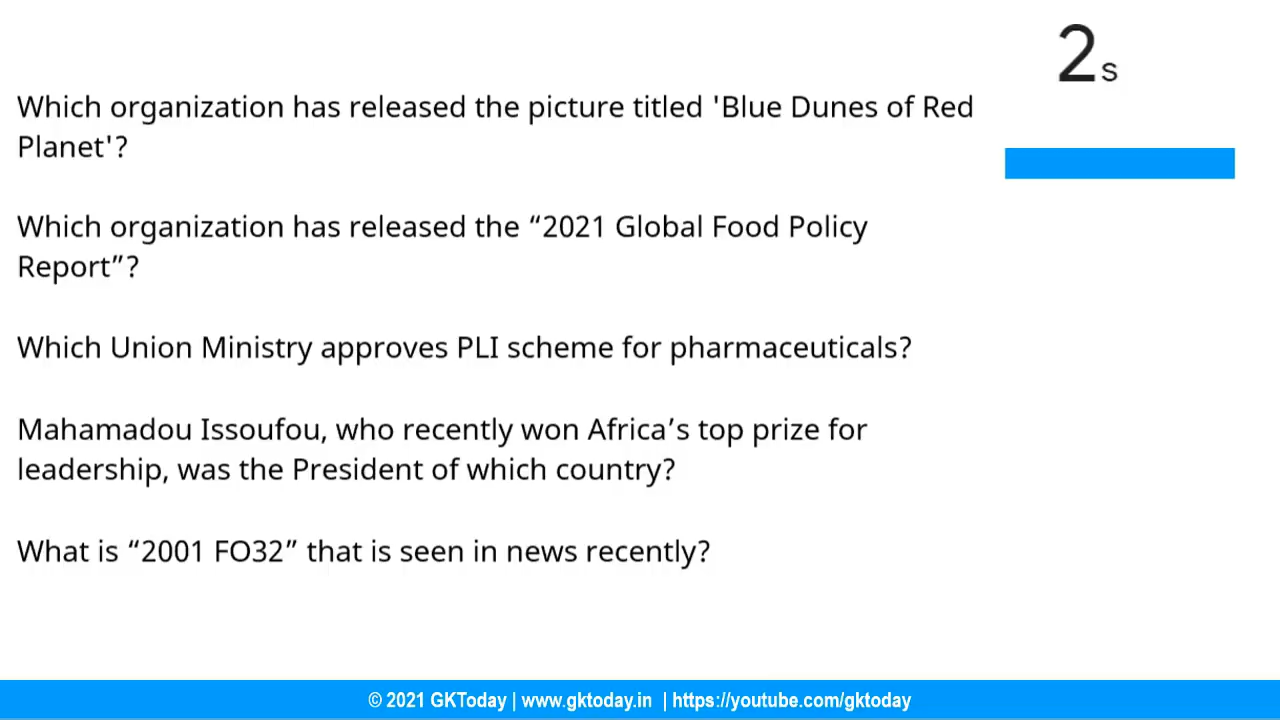 2s
Which organization has released the picture titled 'Blue Dunes of Red
Planet'?
Which organization has released the “2021 Global Food Policy
Report”?
Which Union Ministry approves PLI scheme for pharmaceuticals?
Mahamadou Issoufou, who recently won Africa’s top prize for
leadership, was the President of which country?
What is “2001 FO32” that is seen in news recently?
© 2021 GKToday | www.gktoday.in | https://youtube.com/gktoday